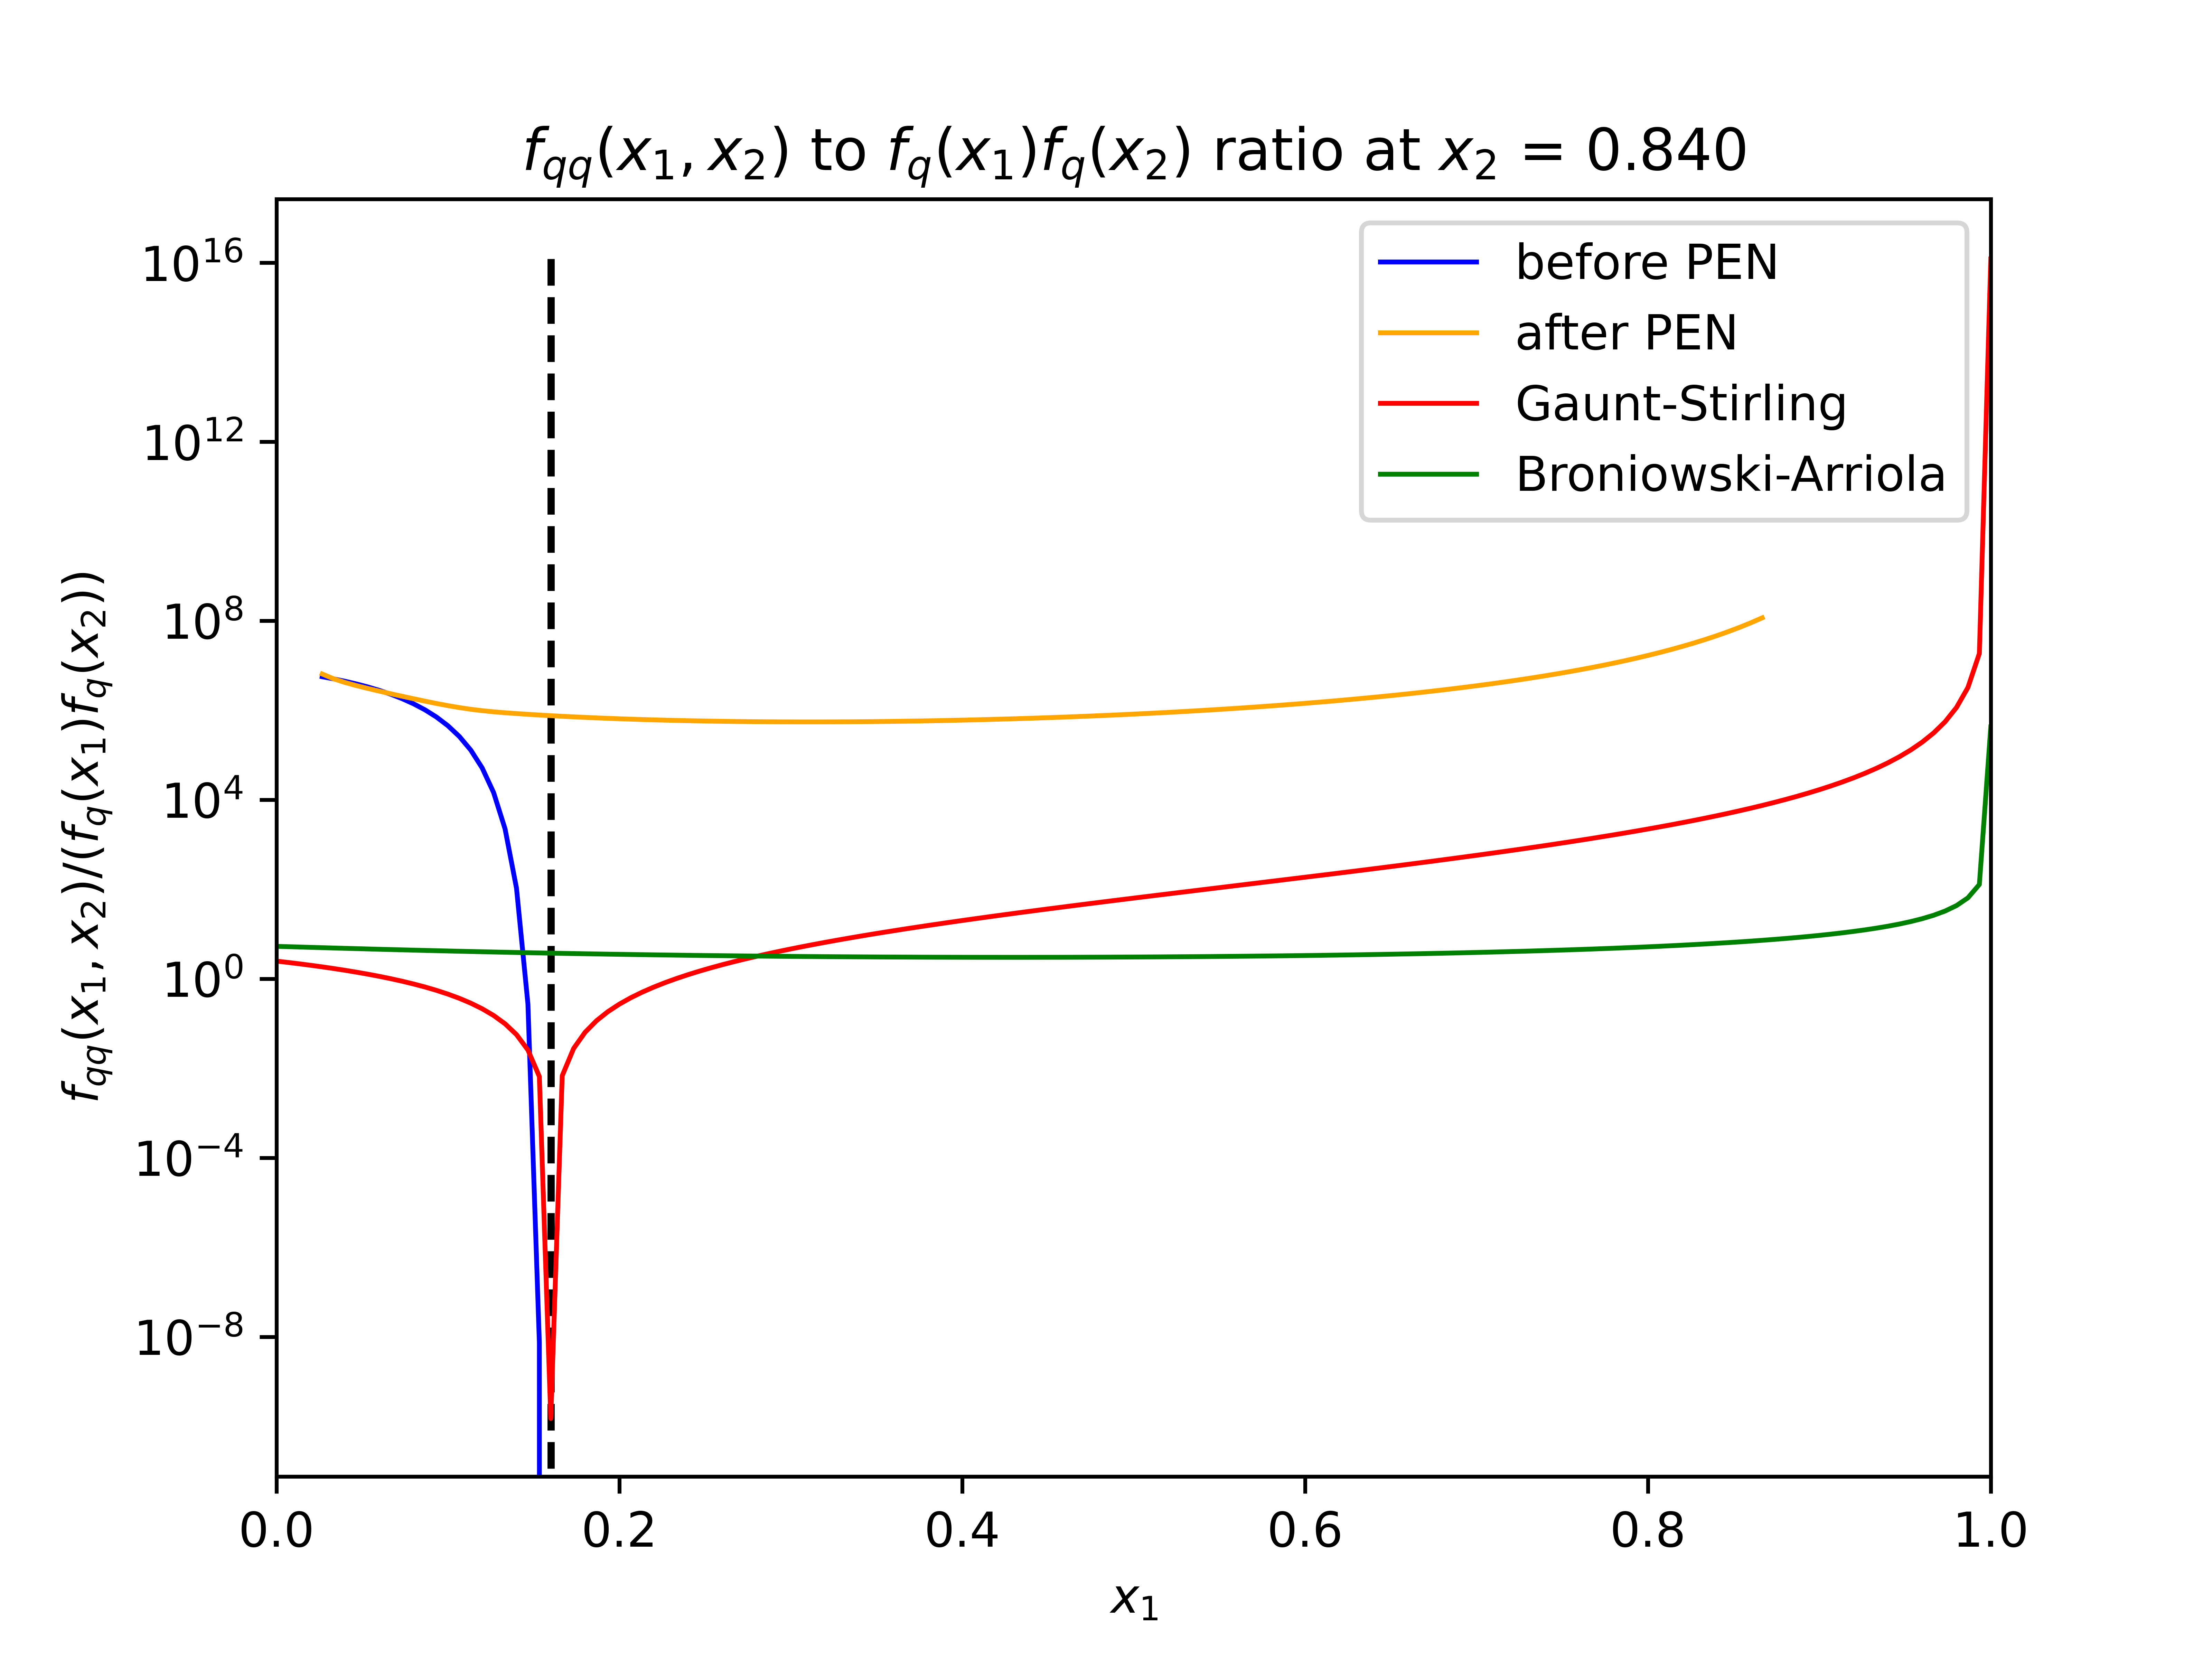 f_qq(x_1, x_2) to f_q(x_1)f_q(x_2) ratio at x_2 = 0.840
before PEN
after PEN
Gaunt-Stirling
Broniowski-Arriola
f_qq(x_1, x_2)/(f_q(x_1)f_q(x_2))
10^16
10^12
10^8
10^4
10^0
10^−4
10^−8
0.0 0.2 0.4 0.6 0.8 1.0
x_1